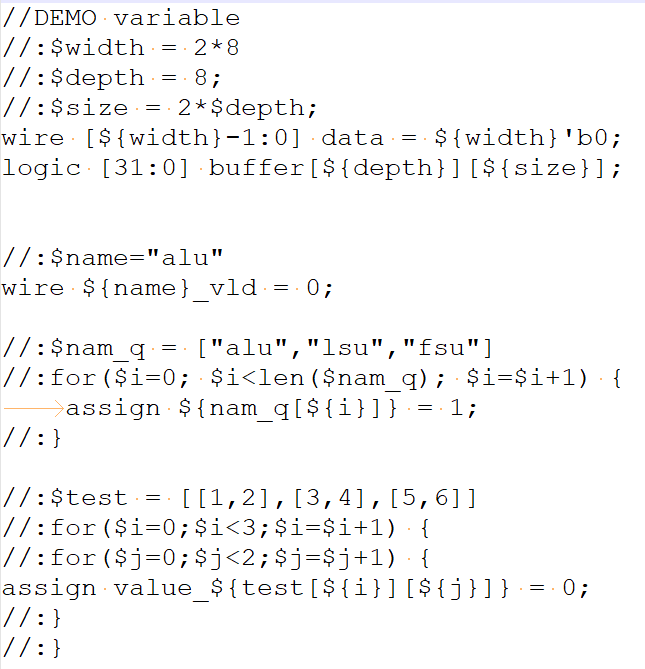 //DEMO variable
//:$width = 2*8
//:$depth = 8;
//:$size = 2*$depth;
wire [${width}-1:0] data = ${width}'b0;
logic [31:0] buffer[${depth}][${size}];
//:$name="alu"
wire ${name}_vld = 0;
//:$nam_q = ["alu","lsu","fsu"]
//:for($i=0; $i<len($nam_q); $i=$i+1) {
	assign ${nam_q[${i}]} = 1;
//:}
//:$test = [[1,2],[3,4],[5,6]]
//:for($i=0;$i<3;$i=$i+1) {
//:for($j=0;$j<2;$j=$j+1) {
assign value_${test[${i}][${j}]} = 0;
//:}
//:}